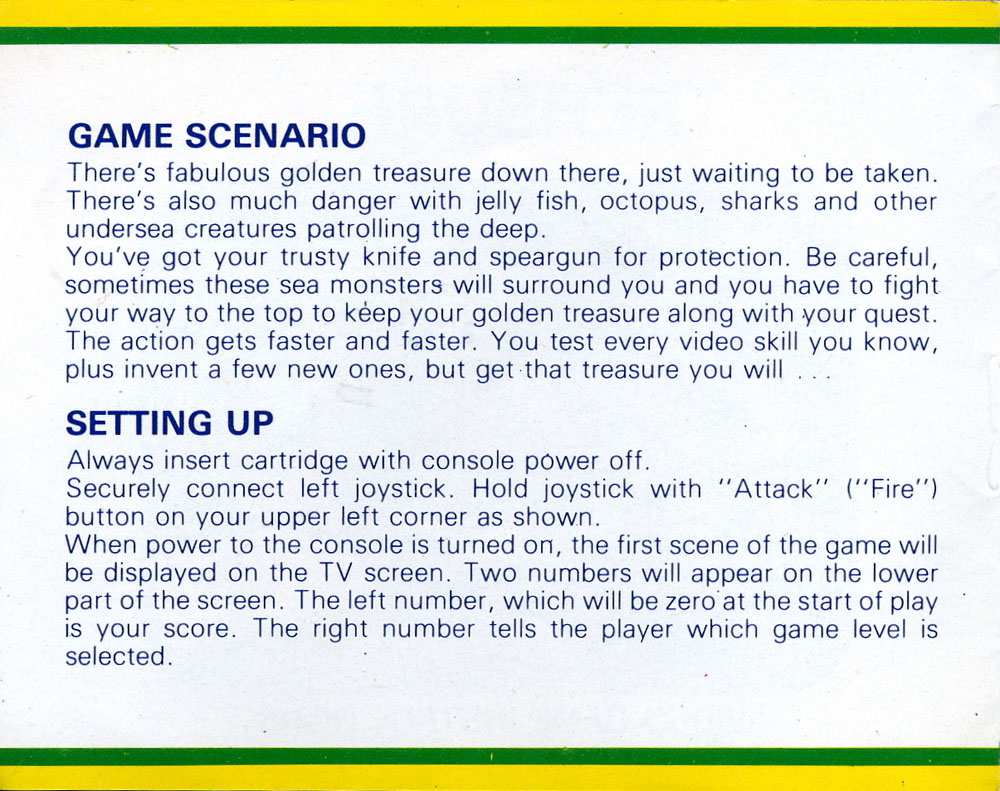 GAME SCENARIO
There's fabulous golden treasure down there, just waiting to be taken.
There's also much danger with jelly fish, octopus, sharks and other
undersea creatures patrolling the deep.
You've got your trusty knife and speargun for protection. Be careful,
sometimes these sea monsters will surround you and you have to fight
your way to the top to keep your golden treasure along with your quest.
The action gets faster and faster. You test every video skill you know,
plus invent a few new ones, but get that treasure you will ...
SETTING UP
Always insert cartridge with console power off.
Securely connect left joystick. Hold joystick with "Attack" ("Fire")
button on your upper left corner as shown.
When power to the console is turned on, the first scene of the game will
be displayed on the TV screen. Two numbers will appear on the lower
part of the screen. The left number, which will be zero at the start of play
is your score. The right number tells the player which game level is
selected.